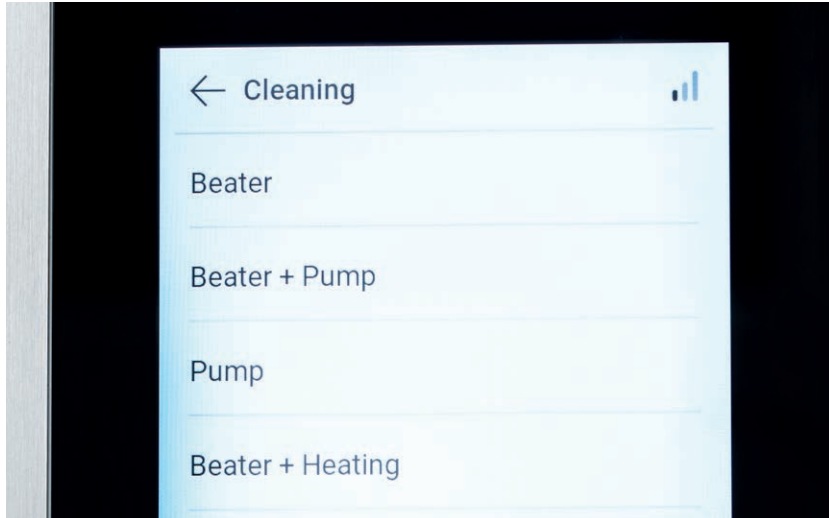 Cleaning
Beater
Beater + Pump
Pump
Beater + Heating